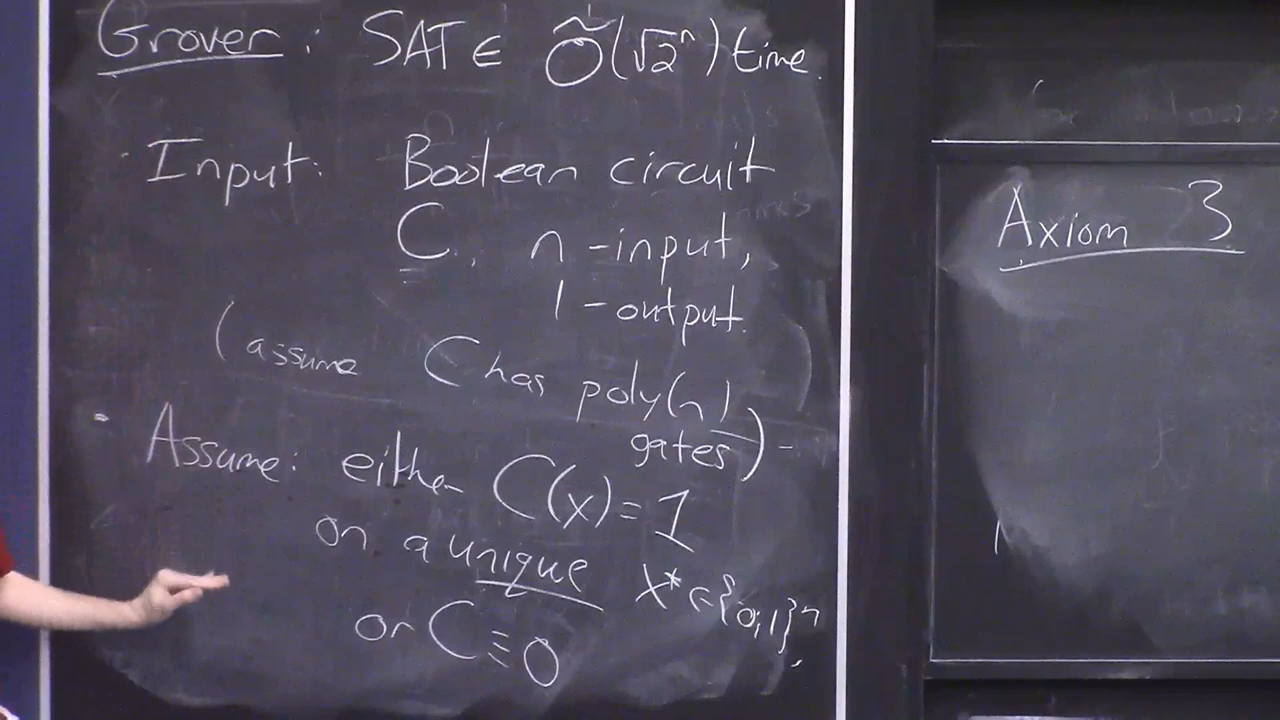 Grover: SAT ∈ Õ(√2ⁿ) time.
· Input: Boolean circuit
C, n-input,
1-output.
(assume C has poly(n)
gates)
· Assume: either C(x)=1
on a unique x* ∈ {0,1}ⁿ,
or C≡0
Axiom 3